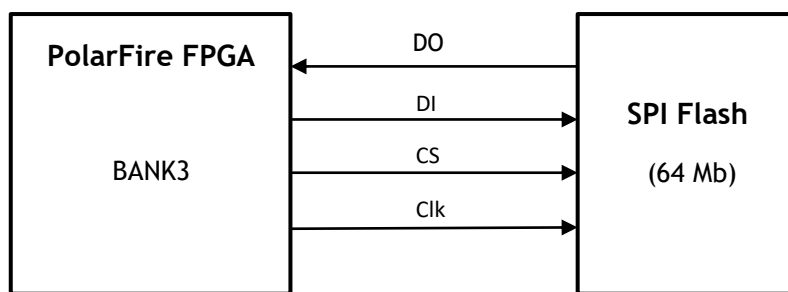 PolarFire FPGA
BANK3
DO
DI
CS
Clk
SPI Flash
(64 Mb)